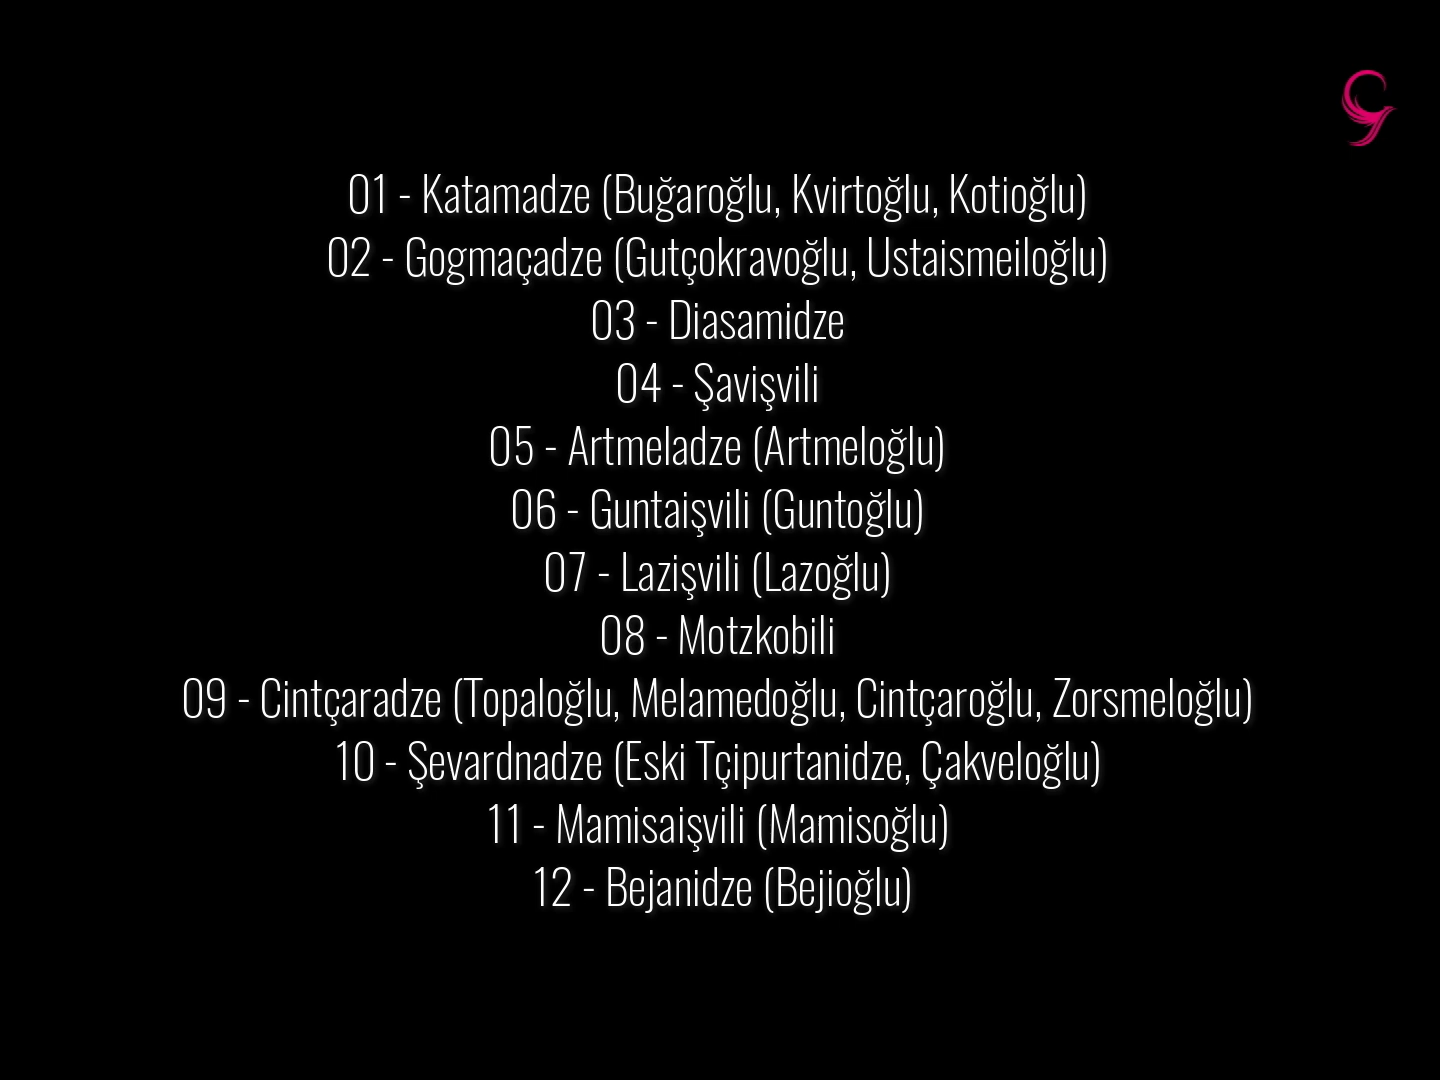 01 - Katamadze (Buğaroğlu, Kvirtoğlu, Kotioğlu)
02 - Gogmaçadze (Gutçokravoğlu, Ustaismeiloğlu)
03 - Diasamidze
04 - Şavişvili
05 - Artmeladze (Artmeloğlu)
06 - Guntaişvili (Guntoğlu)
07 - Lazişvili (Lazoğlu)
08 - Motzkobili
09 - Cintçaradze (Topaloğlu, Melamedoğlu, Cintçaroğlu, Zorsmeloğlu)
10 - Şevardnadze (Eski Tçipurtanidze, Çakveloğlu)
11 - Mamisaişvili (Mamisoğlu)
12 - Bejanidze (Bejioğlu)